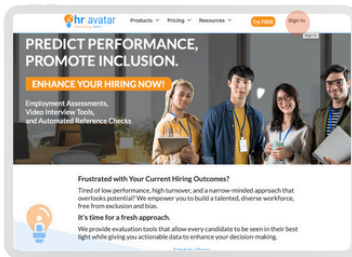 hr avatar
Products Pricing Resources Try FREE Sign In
Sign In
PREDICT PERFORMANCE,
PROMOTE INCLUSION.
ENHANCE YOUR HIRING NOW!
Employment Assessments,
Video Interview Tools,
and Automated Reference Checks
Frustrated with Your Current Hiring Outcomes?
Tired of low performance, high turnover, and a narrow-minded approach that
overlooks potential? We empower you to build a talented, diverse workforce,
free from exclusion and bias.
It's time for a fresh approach.
We provide evaluation tools that allow every candidate to be seen in their best
light while giving you actionable data to enhance your decision-making.